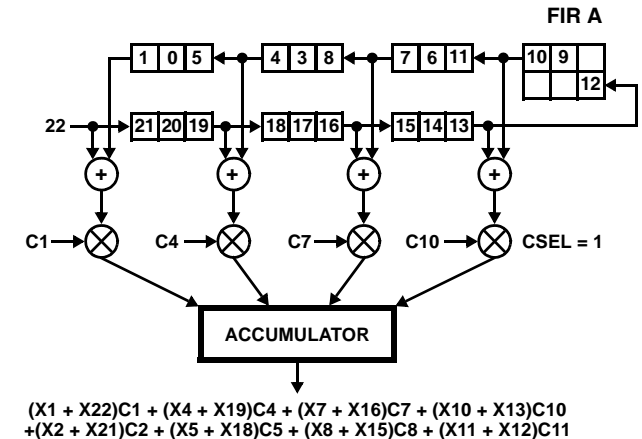 FIR A
1 0 5 4 3 8 7 6 11 10 9
12
22 21 20 19 18 17 16 15 14 13
+ + + +
C1 C4 C7 C10 CSEL = 1
ACCUMULATOR
(X1 + X22)C1 + (X4 + X19)C4 + (X7 + X16)C7 + (X10 + X13)C10
+(X2 + X21)C2 + (X5 + X18)C5 + (X8 + X15)C8 + (X11 + X12)C11